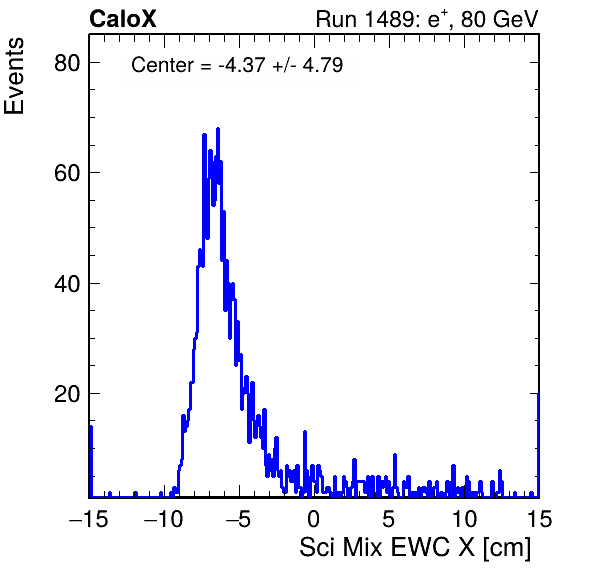 CaloX Run 1489: e⁺, 80 GeV
Events
Center = -4.37 +/- 4.79
80
60
40
20
−15 −10 −5 0 5 10 15
Sci Mix EWC X [cm]